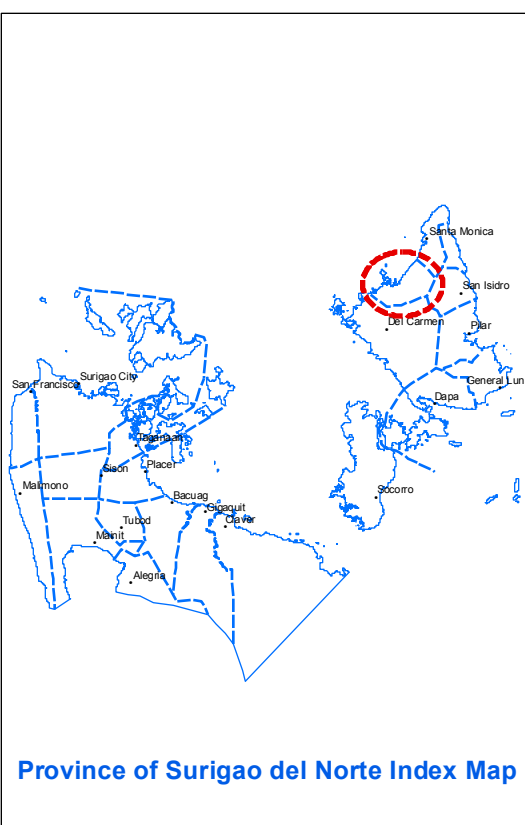 Santa Monica
San Isidro
Del Carmen
Pilar
General Lun
Dapa
Socorro
San Francisco
Surigao City
Taganaan
Sison
Placer
Malimono
Bacuag
Gigaquit
Claver
Tubod
Mainit
Alegria
Province of Surigao del Norte Index Map